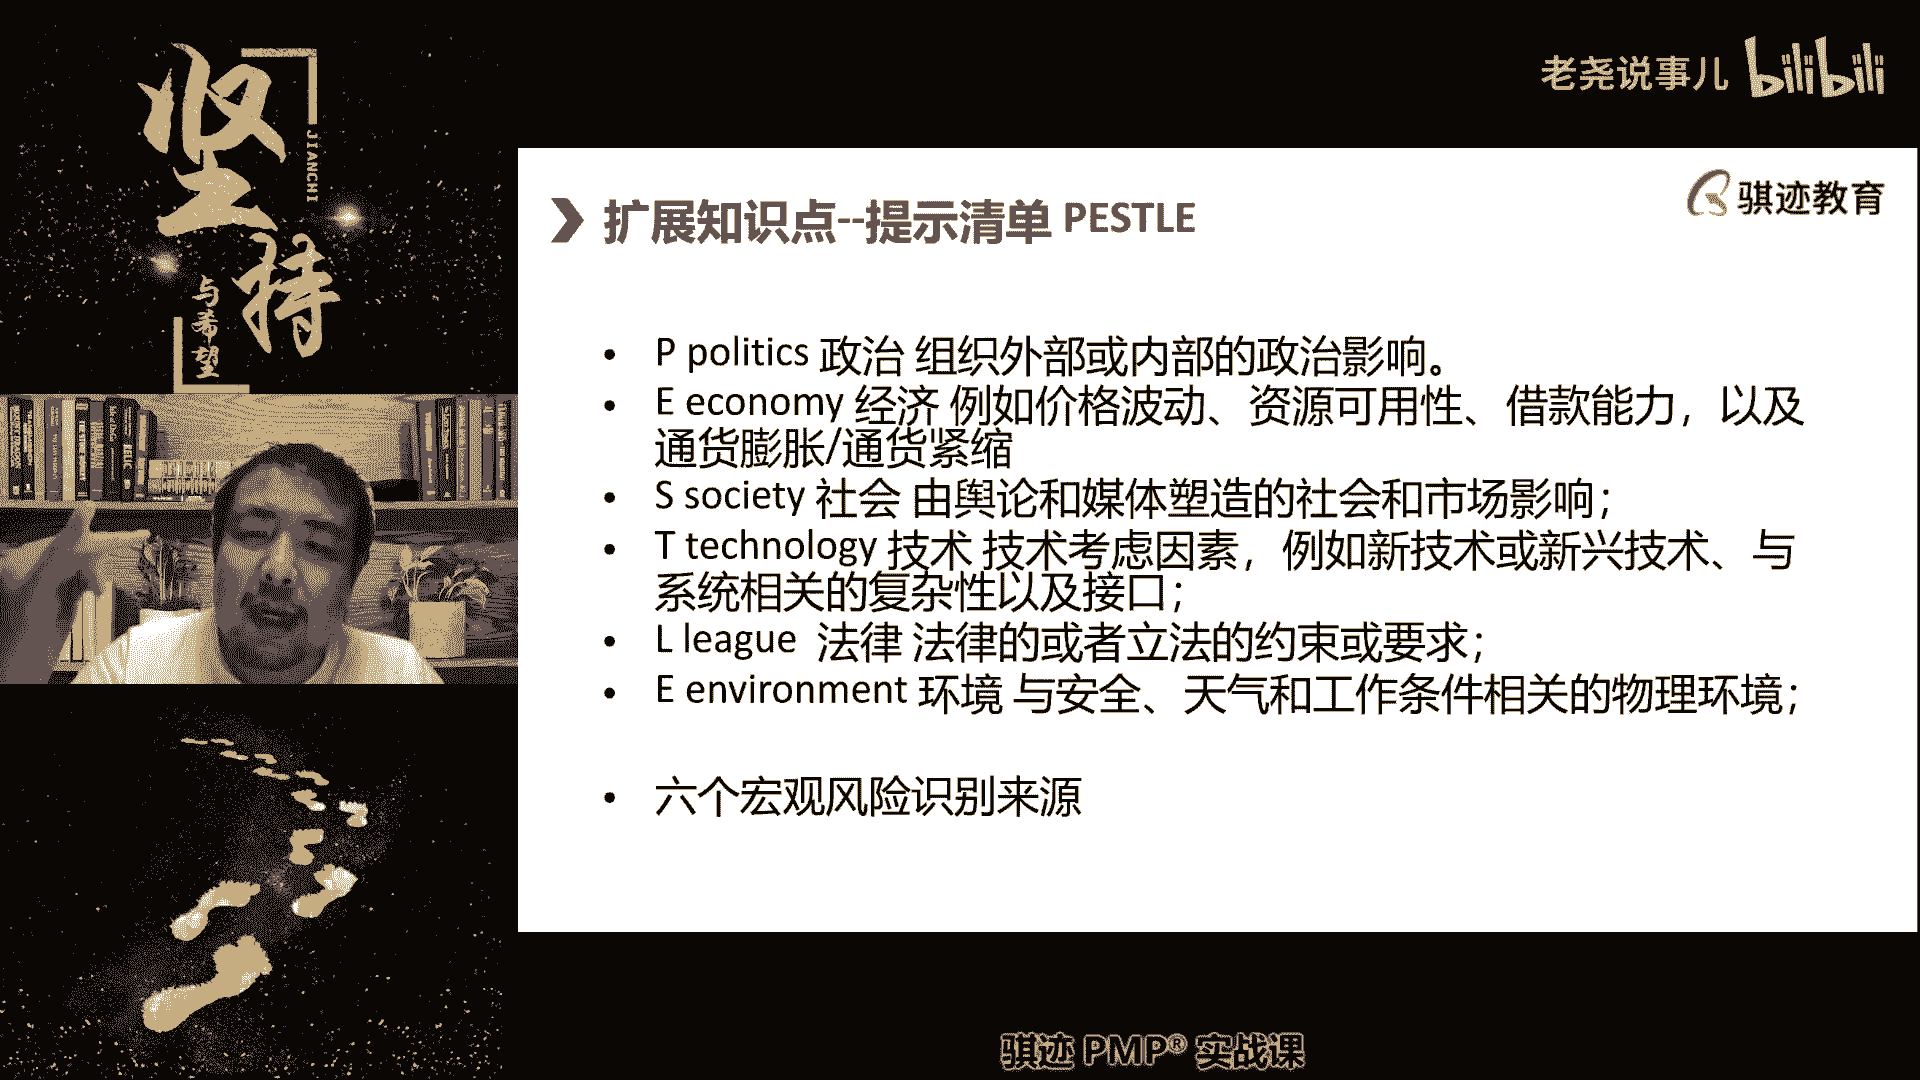 坚持
JIANCHI
与希望
老尧说事儿 bilibili
骐迹教育
扩展知识点--提示清单 PESTLE
• P politics 政治 组织外部或内部的政治影响。
• E economy 经济 例如价格波动、资源可用性、借款能力，以及
通货膨胀/通货紧缩
• S society 社会 由舆论和媒体塑造的社会和市场影响；
• T technology 技术 技术考虑因素，例如新技术或新兴技术、与
系统相关的复杂性以及接口；
• L league 法律 法律的或者立法的约束或要求；
• E environment 环境 与安全、天气和工作条件相关的物理环境；
• 六个宏观风险识别来源
骐迹 PMP® 实战课